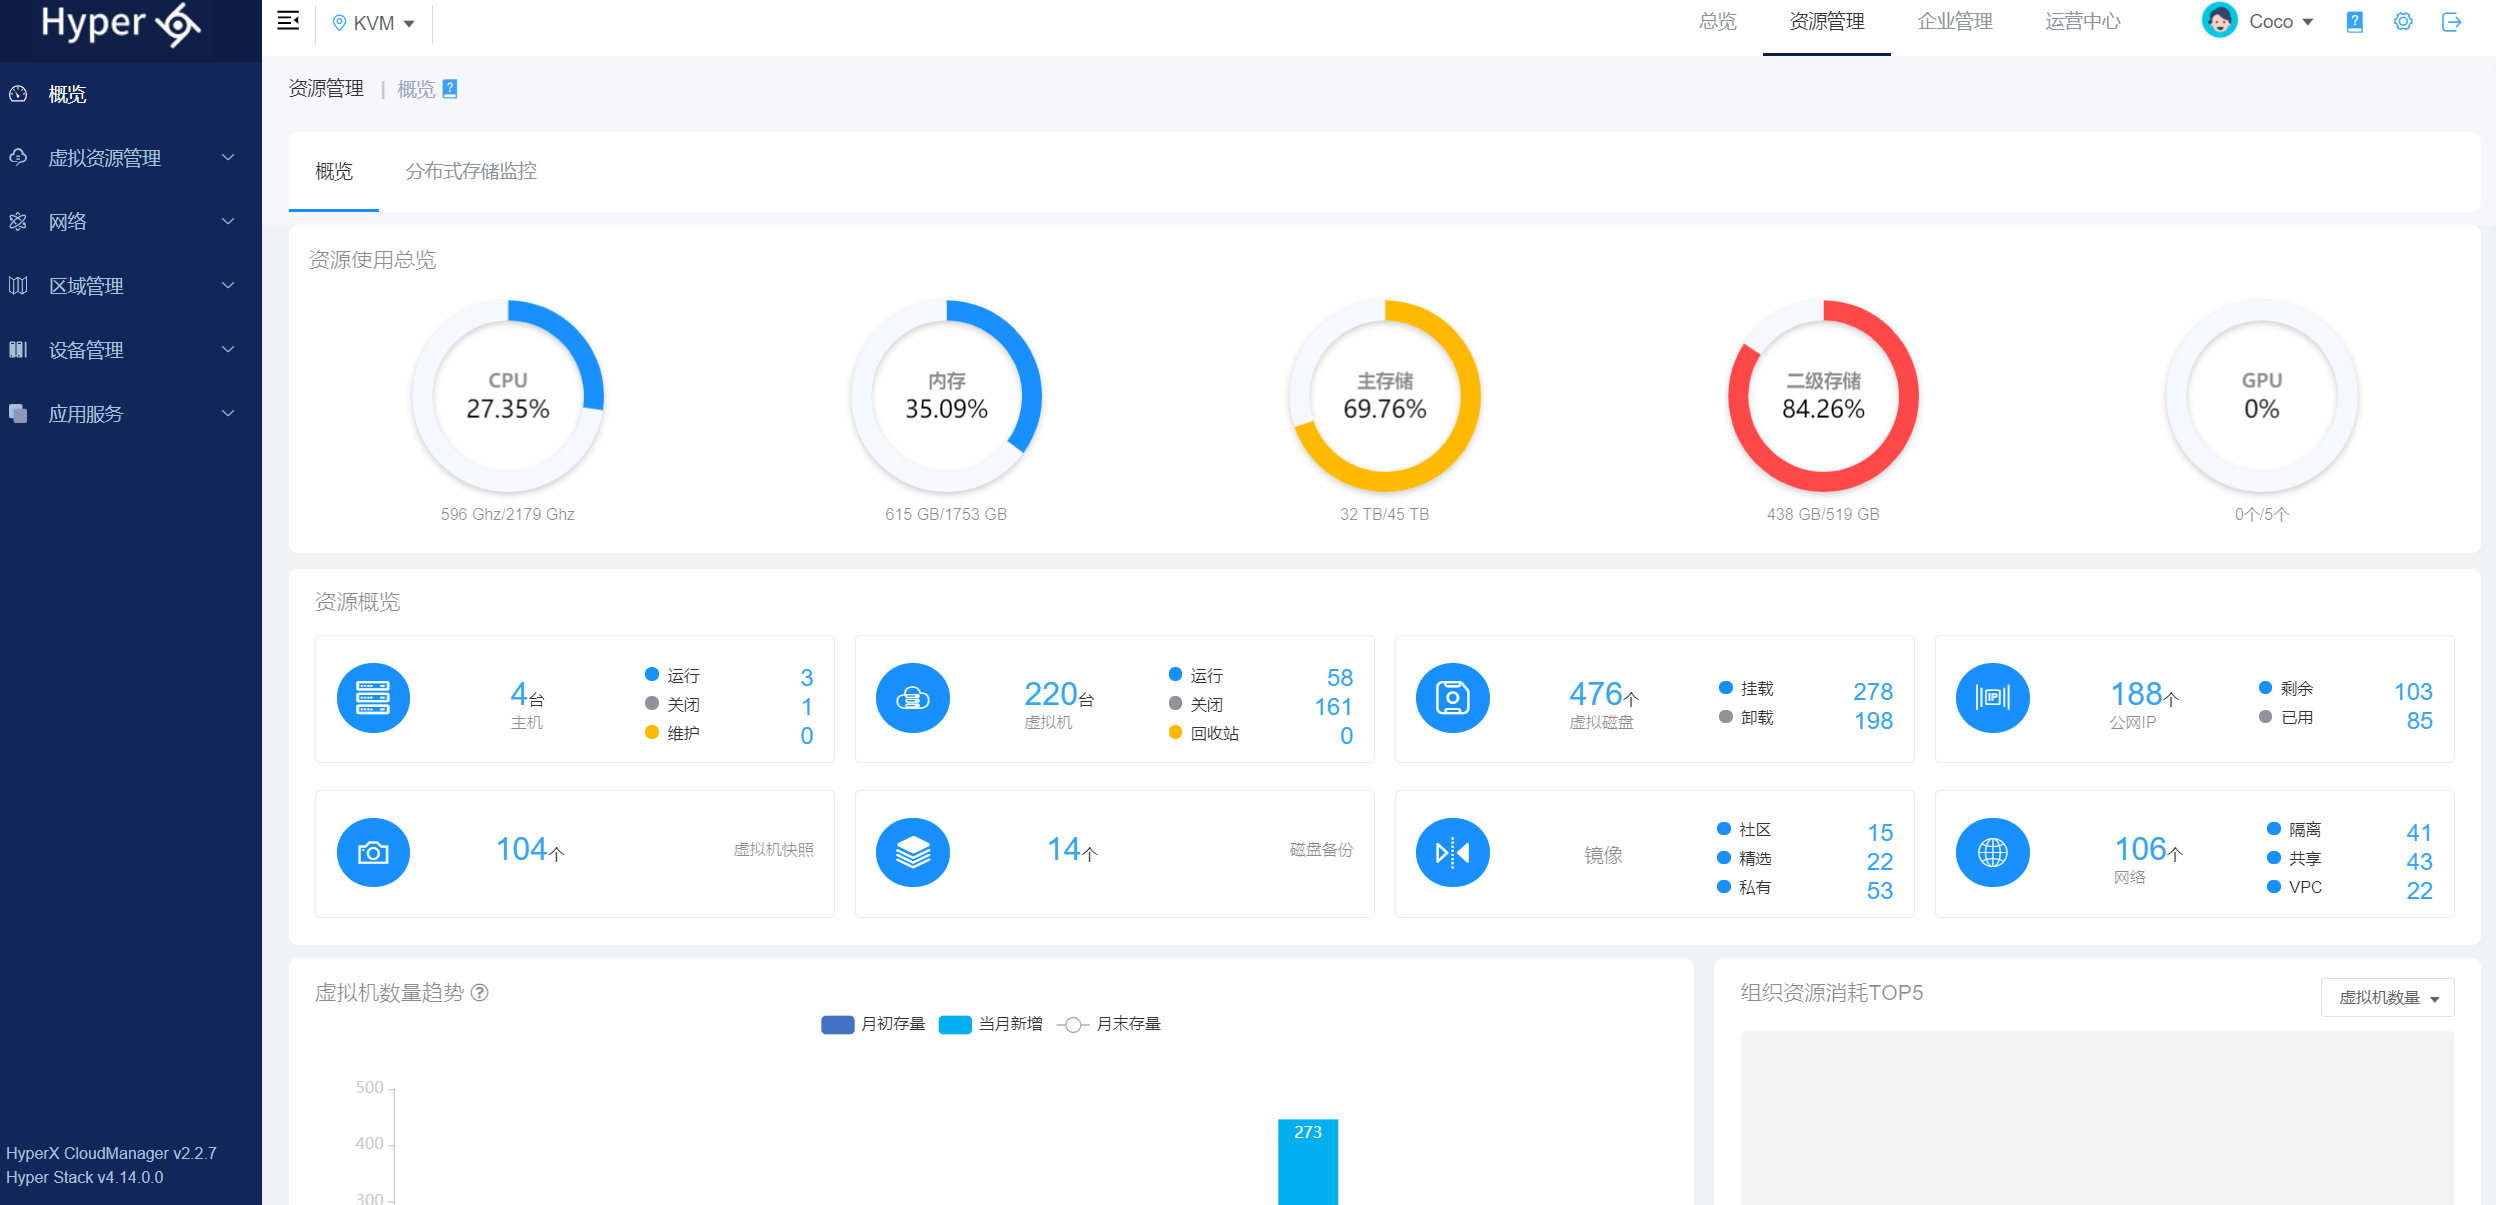 Hyper
KVM
总览
资源管理
企业管理
运营中心
Coco
概览
虚拟资源管理
网络
区域管理
设备管理
应用服务
HyperX CloudManager v2.2.7
Hyper Stack v4.14.0.0
资源管理 | 概览
概览
分布式存储监控
资源使用总览
CPU
27.35%
596 Ghz/2179 Ghz
内存
35.09%
615 GB/1753 GB
主存储
69.76%
32 TB/45 TB
二级存储
84.26%
438 GB/519 GB
GPU
0%
0个/5个
资源概览
4台
主机
运行 3
关闭 1
维护 0
220台
虚拟机
运行 58
关闭 161
回收站 0
476个
虚拟磁盘
挂载 278
卸载 198
IP
188个
公网IP
剩余 103
已用 85
104个
虚拟机快照
14个
磁盘备份
镜像
社区 15
精选 22
私有 53
106个
网络
隔离 41
共享 43
VPC 22
虚拟机数量趋势
月初存量
当月新增
月末存量
500
400
300
273
组织资源消耗TOP5
虚拟机数量